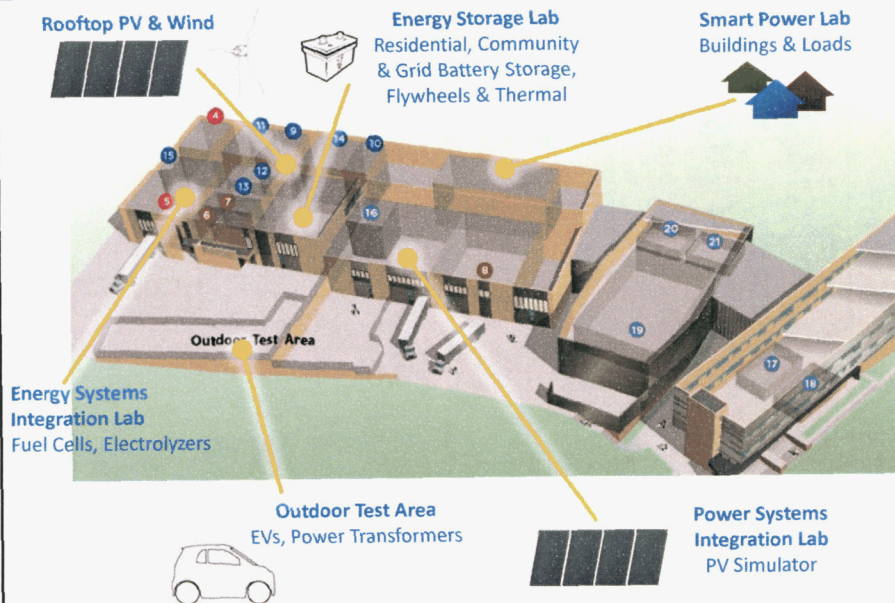 Rooftop PV & Wind
Energy Storage Lab
Residential, Community
& Grid Battery Storage,
Flywheels & Thermal
Smart Power Lab
Buildings & Loads
4
11
9
14
10
15
12
13
5
7
6
16
8
20
21
19
17
18
Outdoor Test Area
Energy Systems
Integration Lab
Fuel Cells, Electrolyzers
Outdoor Test Area
EVs, Power Transformers
Power Systems
Integration Lab
PV Simulator